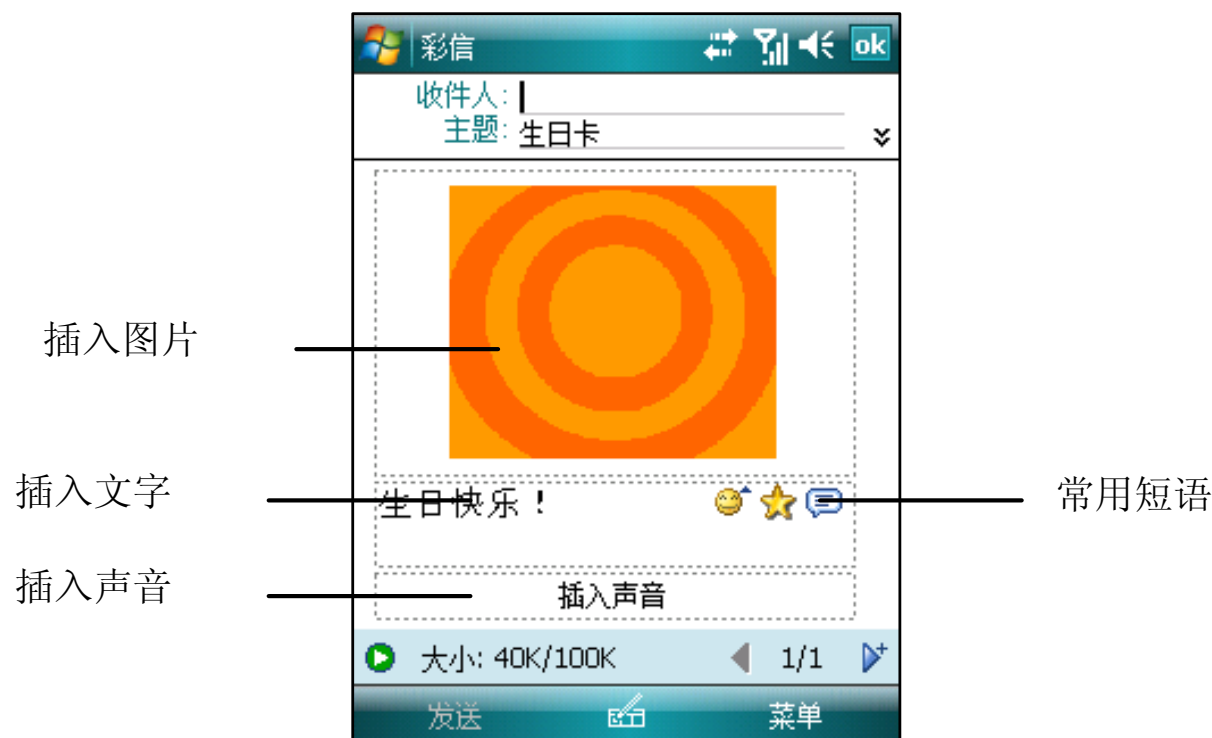 彩信
ok
收件人:
主题: 生日卡
插入图片
插入文字
生日快乐！
常用短语
插入声音
插入声音
大小: 40K/100K
1/1
发送
菜单